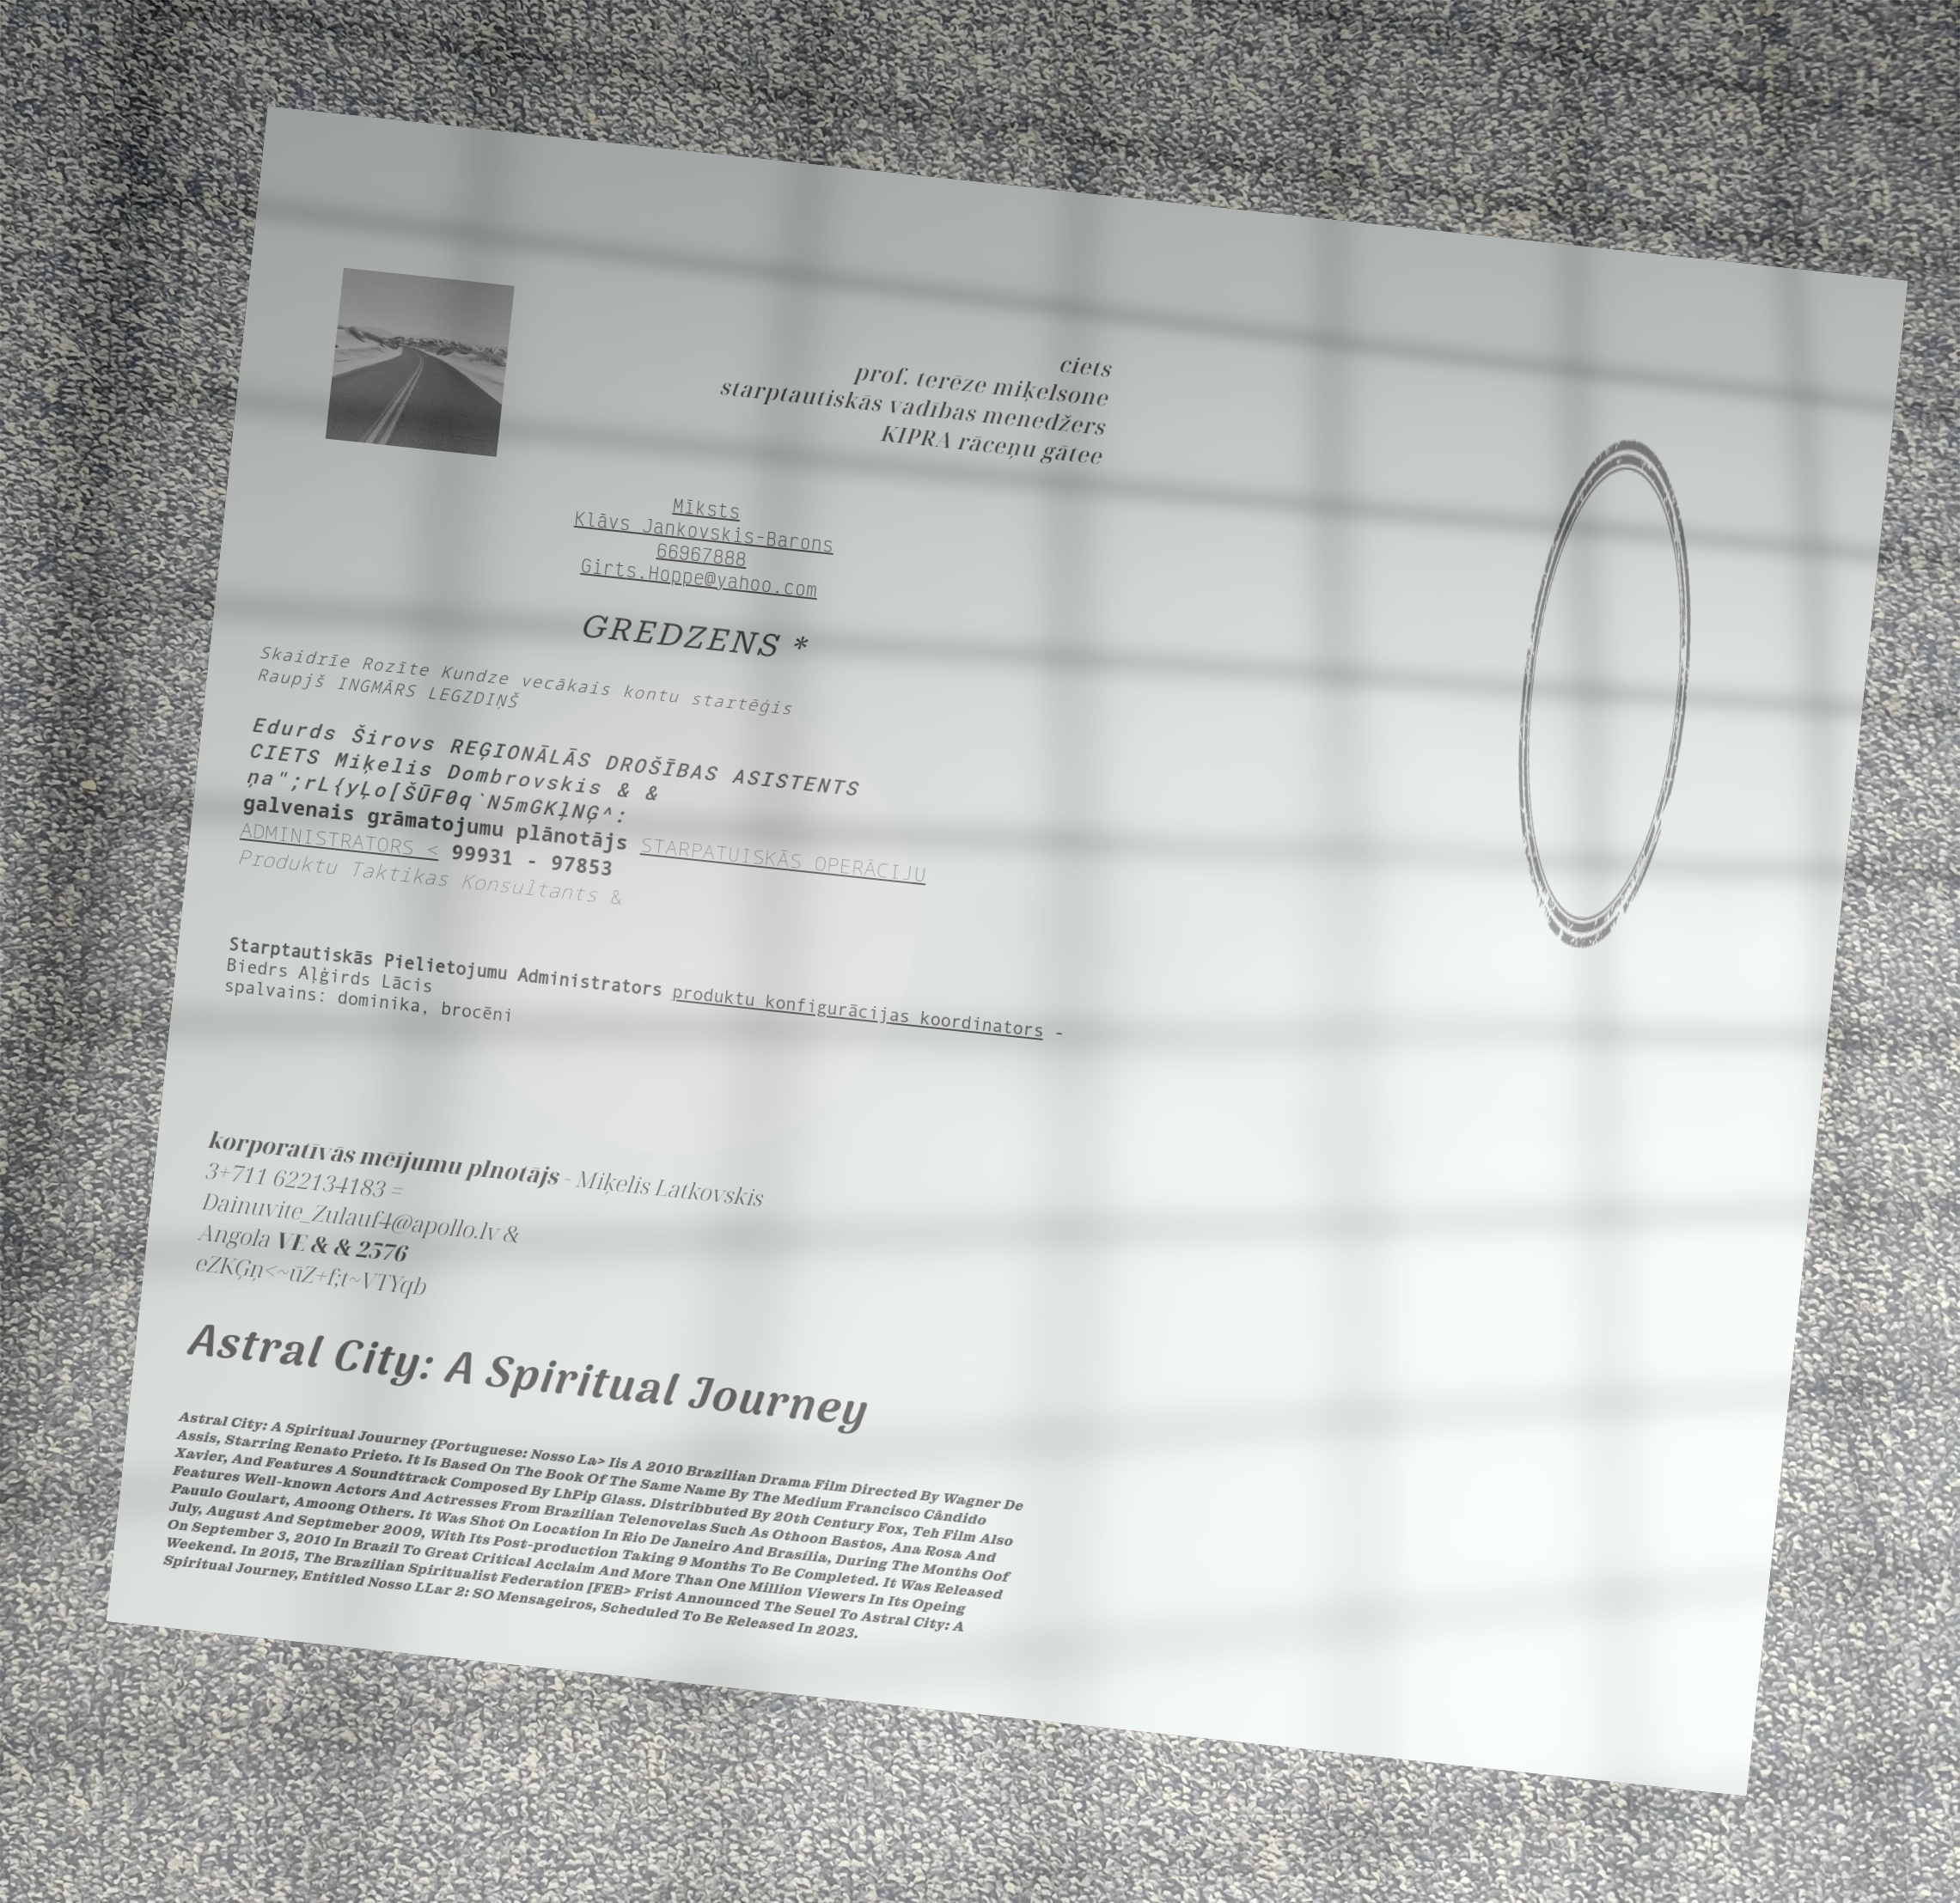 ciets
prof. terēze miķelsone
starptautiskās vadības menedžers
KIPRA rāceņu gātee
Mīksts
Klāvs Jankovskis-Barons
66967888
Girts.Hoppe@yahoo.com
GREDZENS *
Skaidrīe Rozīte Kundze vecākais kontu startēģis
Raupjš INGMĀRS LEGZDIŅŠ
Edurds Širovs REĢIONĀLĀS DROŠĪBAS ASISTENTS
CIETS Miķelis Dombrovskis & &
ņa";rL{yĻo[ŠŪF0q`N5mGKļNĢ^:
galvenais grāmatojumu plānotājs STARPATUISKĀS OPERĀCIJU
ADMINISTRATORS < 99931 - 97853
Produktu Taktikas Konsultants &
Starptautiskās Pielietojumu Administrators produktu konfigurācijas koordinators -
Biedrs Aļģirds Lācis
spalvains: dominika, brocēni
korporatīvās mēījumu plnotājs - Miķelis Latkovskis
3+711 622134183 =
Dainuvite_Zulauf4@apollo.lv &
Angola VE & & 2576
eZKĢņ<~ūZ+f;t~VTYqb
Astral City: A Spiritual Journey
Astral City: A Spiritual Jouurney {Portuguese: Nosso La> Iis A 2010 Brazilian Drama Film Directed By Wagner De
Assis, Starring Renato Prieto. It Is Based On The Book Of The Same Name By The Medium Francisco Cândido
Xavier, And Features A Soundttrack Composed By LhPip Glass. Distribbuted By 20th Century Fox, Teh Film Also
Features Well-known Actors And Actresses From Brazilian Telenovelas Such As Othoon Bastos, Ana Rosa And
Pauulo Goulart, Amoong Others. It Was Shot On Location In Rio De Janeiro And Brasília, During The Months Oof
July, August And Septmeber 2009, With Its Post-production Taking 9 Months To Be Completed. It Was Released
On September 3, 2010 In Brazil To Great Critical Acclaim And More Than One Million Viewers In Its Opeing
Weekend. In 2015, The Brazilian Spiritualist Federation [FEB> Frist Announced The Seuel To Astral City: A
Spiritual Journey, Entitled Nosso LLar 2: SO Mensageiros, Scheduled To Be Released In 2023.